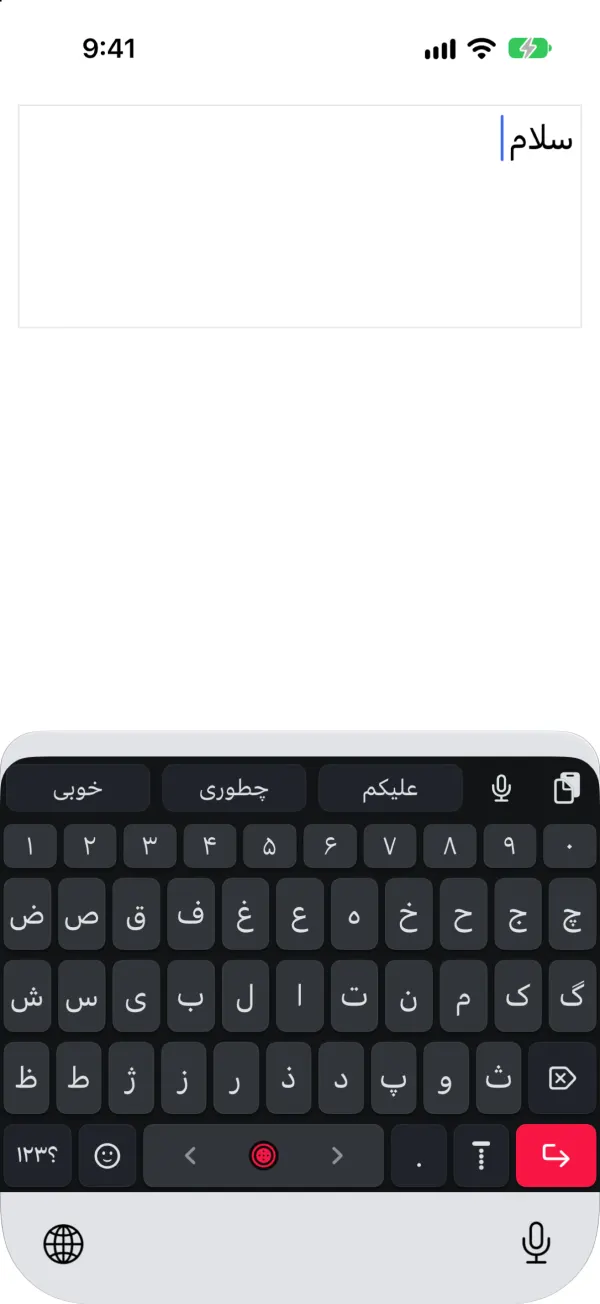 9:41
سلام
علیکم چطوری خوبی
۱ ۲ ۳ ۴ ۵ ۶ ۷ ۸ ۹ ۰
ض ص ق ف غ ع ه خ ح ج چ
ش س ی ب ل ا ت ن م ک گ
ظ ط ژ ز ر ذ د پ و ث
۱۲۳؟ .